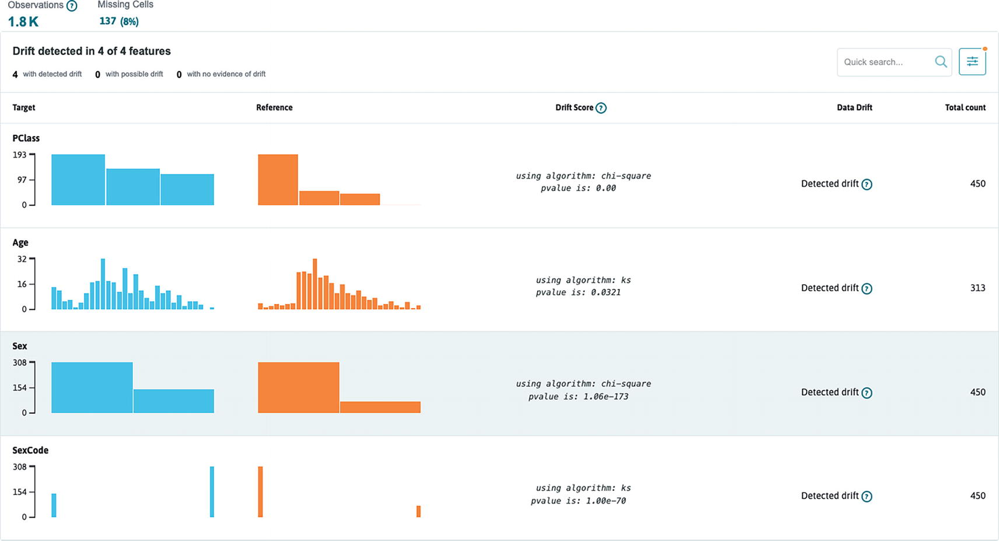 Observations ? Missing Cells
1.8 K 137 (8%)
Drift detected in 4 of 4 features
4 with detected drift 0 with possible drift 0 with no evidence of drift
Quick search...
Target Reference Drift Score ? Data Drift Total count
PClass
193
97
0
using algorithm: chi-square
pvalue is: 0.00
Detected drift ? 450
Age
32
16
0
using algorithm: ks
pvalue is: 0.0321
Detected drift ? 313
Sex
308
154
0
using algorithm: chi-square
pvalue is: 1.06e-173
Detected drift ? 450
SexCode
308
154
0
using algorithm: ks
pvalue is: 1.00e-70
Detected drift ? 450